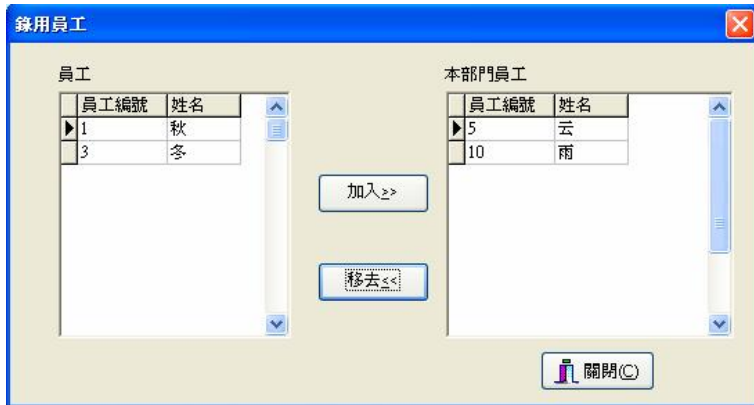 錄用員工
員工
員工編號 姓名
1 秋
3 冬
加入>>
移去<<
本部門員工
員工編號 姓名
5 云
10 雨
關閉(C)